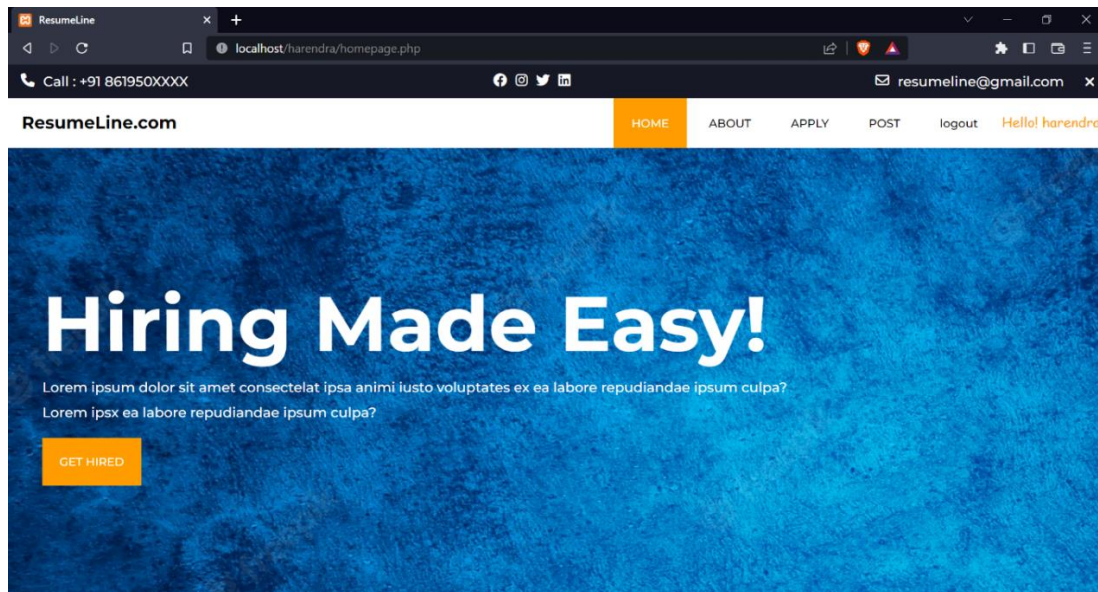 ResumeLine
localhost/harendra/homepage.php
Call : +91 861950XXXX
resumeline@gmail.com
ResumeLine.com
HOME ABOUT APPLY POST logout Hello! harendra
Hiring Made Easy!
Lorem ipsum dolor sit amet consectelat ipsa animi iusto voluptates ex ea labore repudiandae ipsum culpa?
Lorem ipsx ea labore repudiandae ipsum culpa?
GET HIRED